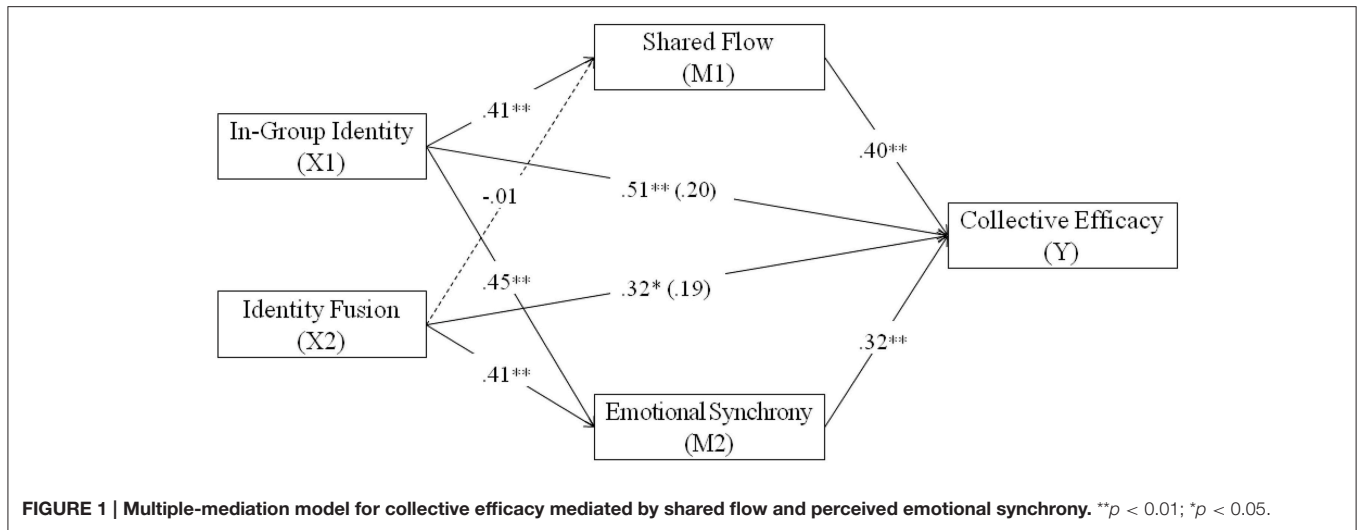 Shared Flow
(M1)
.41**
In-Group Identity
(X1)
.40**
-.01
.51** (.20)
Collective Efficacy
(Y)
.45**
.32* (.19)
Identity Fusion
(X2)
.32**
.41**
Emotional Synchrony
(M2)
FIGURE 1 | Multiple-mediation model for collective efficacy mediated by shared flow and perceived emotional synchrony. **p < 0.01; *p < 0.05.